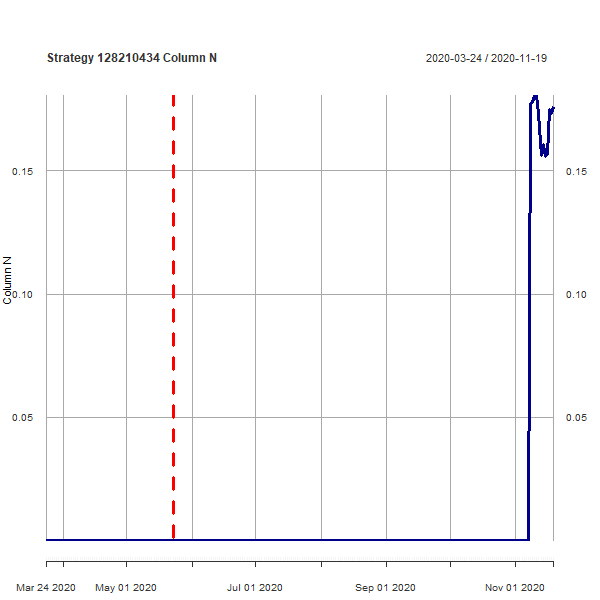 Strategy 128210434 Column N
2020-03-24 / 2020-11-19
0.15
0.15
Column N
0.10
0.10
0.05
0.05
Mar 24 2020
May 01 2020
Jul 01 2020
Sep 01 2020
Nov 01 2020